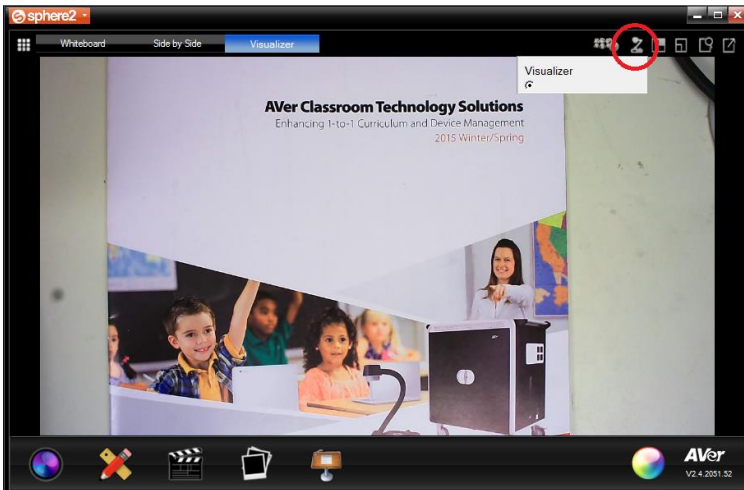 sphere2
Whiteboard Side by Side Visualizer
Visualizer
AVer Classroom Technology Solutions
Enhancing 1-to-1 Curriculum and Device Management
2015 Winter/Spring
AVer
V2.4.2051.52